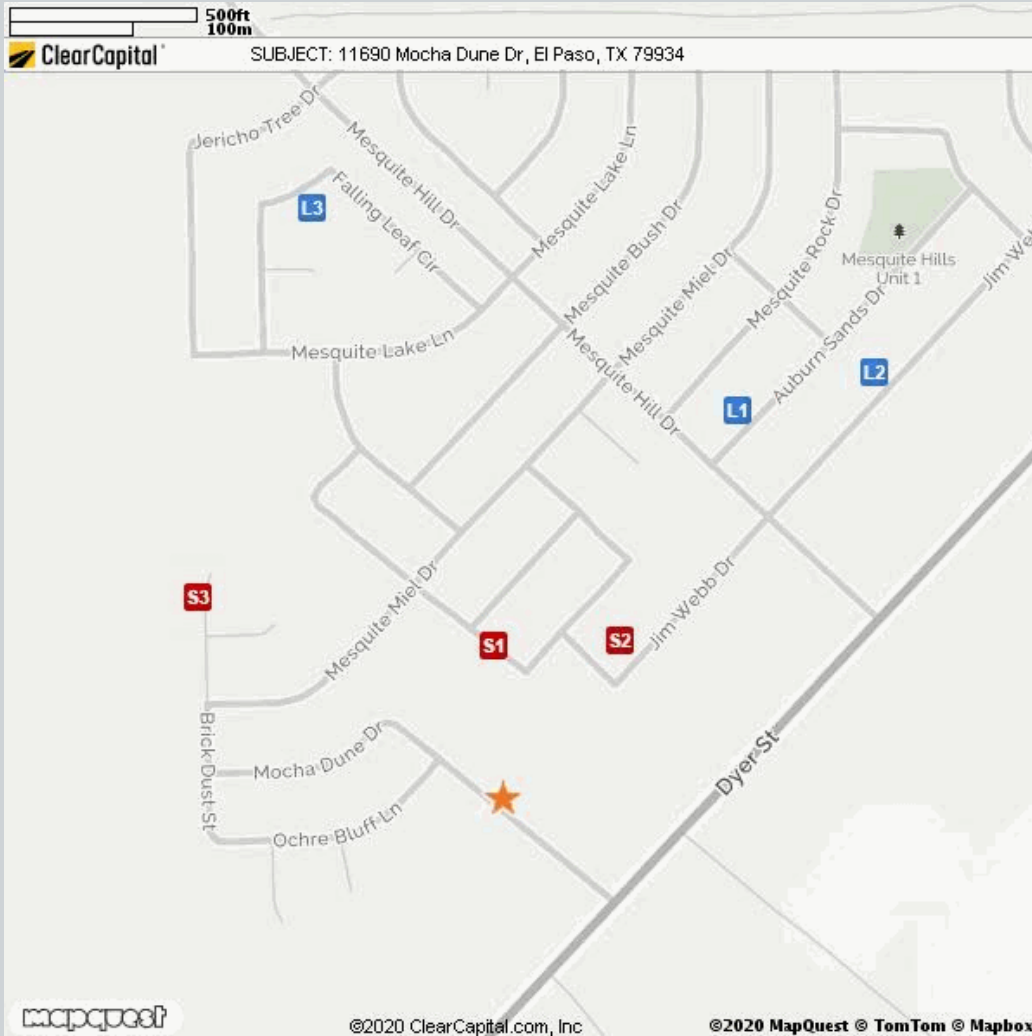 500ft
100m
ClearCapital
SUBJECT: 11690 Mocha Dune Dr, El Paso, TX 79934
Jericho Tree Dr
Mesquite Hill Dr
Mesquite Lake Ln
L3
Falling Leaf Cir
Mesquite Bush Dr
Mesquite Rock Dr
Mesquite Hills
Unit 1
Jim Web
Mesquite Miel Dr
Auburn Sands Dr
Mesquite Lake Ln
Mesquite Hill Dr
L2
L1
Jim Webb Dr
S3
Mesquite Miel Dr
S1
S2
Brick Dust St
Mocha Dune Dr
Dyer St
Ochre Bluff Ln
mapquest
©2020 ClearCapital.com, Inc
©2020 MapQuest © TomTom © Mapbox